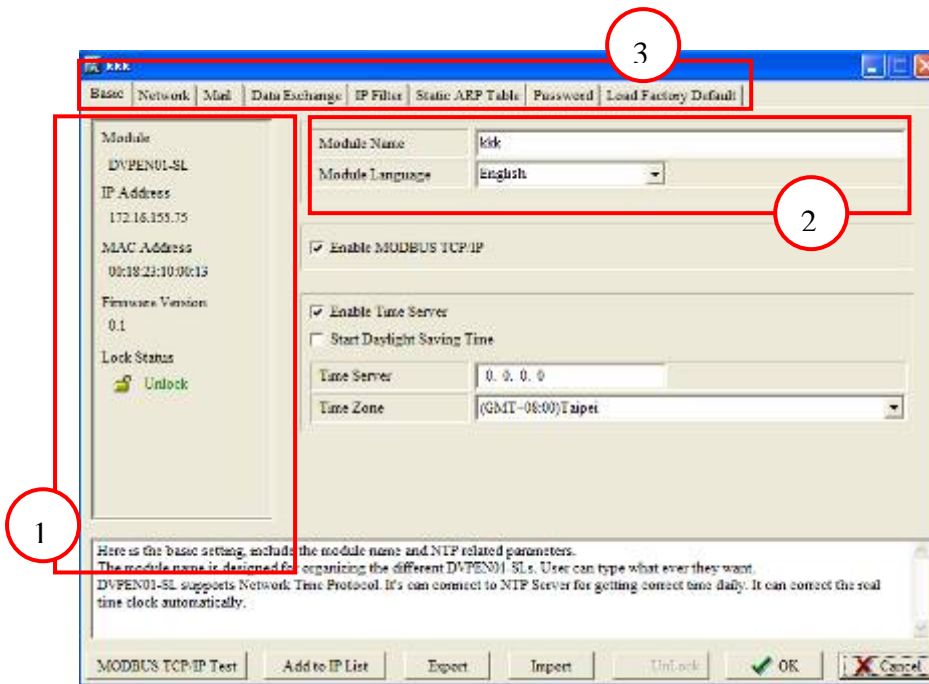 3
kkk
Basic Network Mail Data Exchange IP Filter Static ARP Table Password Load Factory Default
Module
DVPEN01-SL
IP Address
172.16.155.75
MAC Address
00:18:23:10:00:13
Firmware Version
0.1
Lock Status
Unlock
1
Module Name kkk
Module Language English
2
Enable MODBUS TCP/IP
Enable Time Server
Start Daylight Saving Time
Time Server 0. 0. 0. 0
Time Zone (GMT+08:00)Taipei
Here is the basic setting, include the module name and NTP related parameters.
The module name is designed for organizing the different DVPEN01-SLs. User can type what ever they want.
DVPEN01-SL supports Network Time Protocol. It's can connect to NTP Server for getting correct time daily. It can correct the real
time clock automatically.
MODBUS TCP/IP Test Add to IP List Export Import UnLock OK Cancel